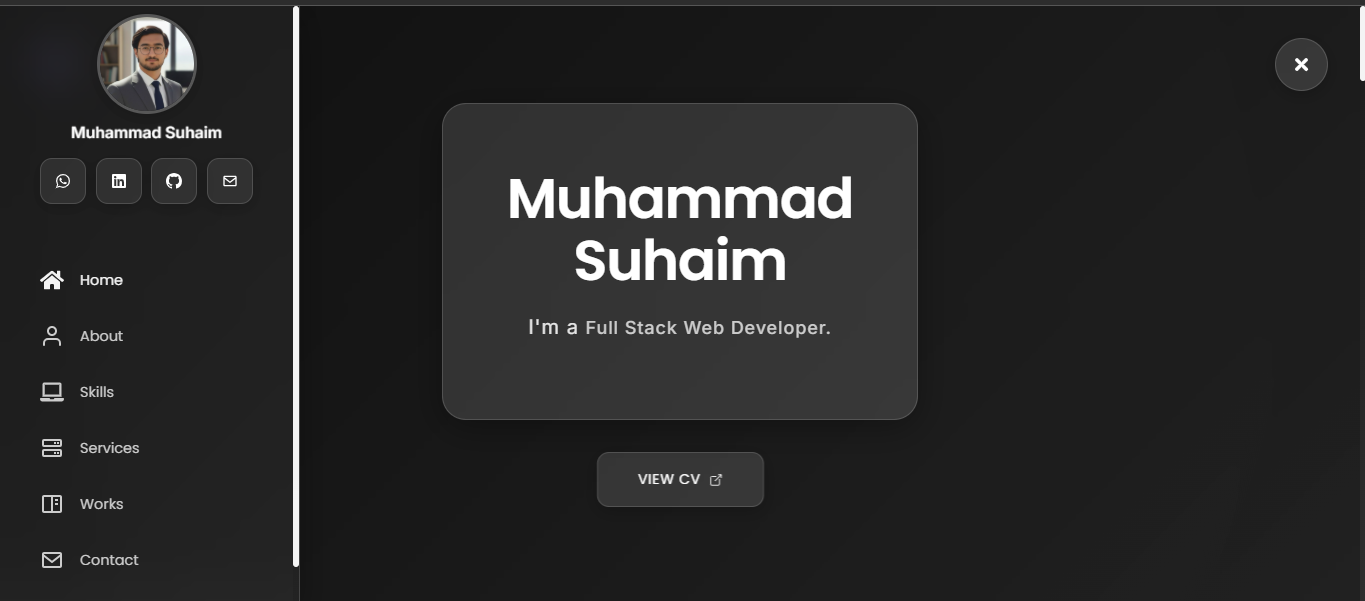 Muhammad Suhaim
Home
About
Skills
Services
Works
Contact
Muhammad
Suhaim
I'm a Full Stack Web Developer.
VIEW CV